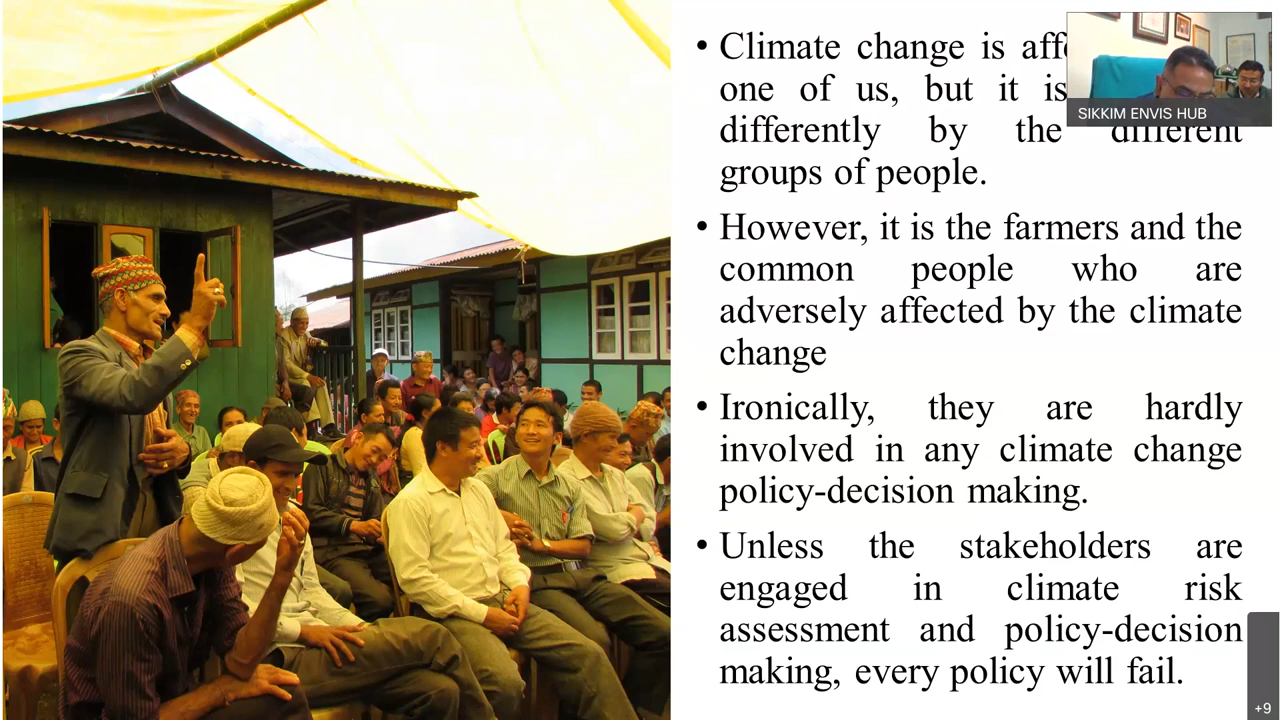 • Climate change is
one of us, but it is
differently by the different
groups of people.
• However, it is the farmers and the
common people who are
adversely affected by the climate
change
• Ironically, they are hardly
involved in any climate change
policy-decision making.
• Unless the stakeholders are
engaged in climate risk
assessment and policy-decision
making, every policy will fail.
SIKKIM ENVIS HUB
+9